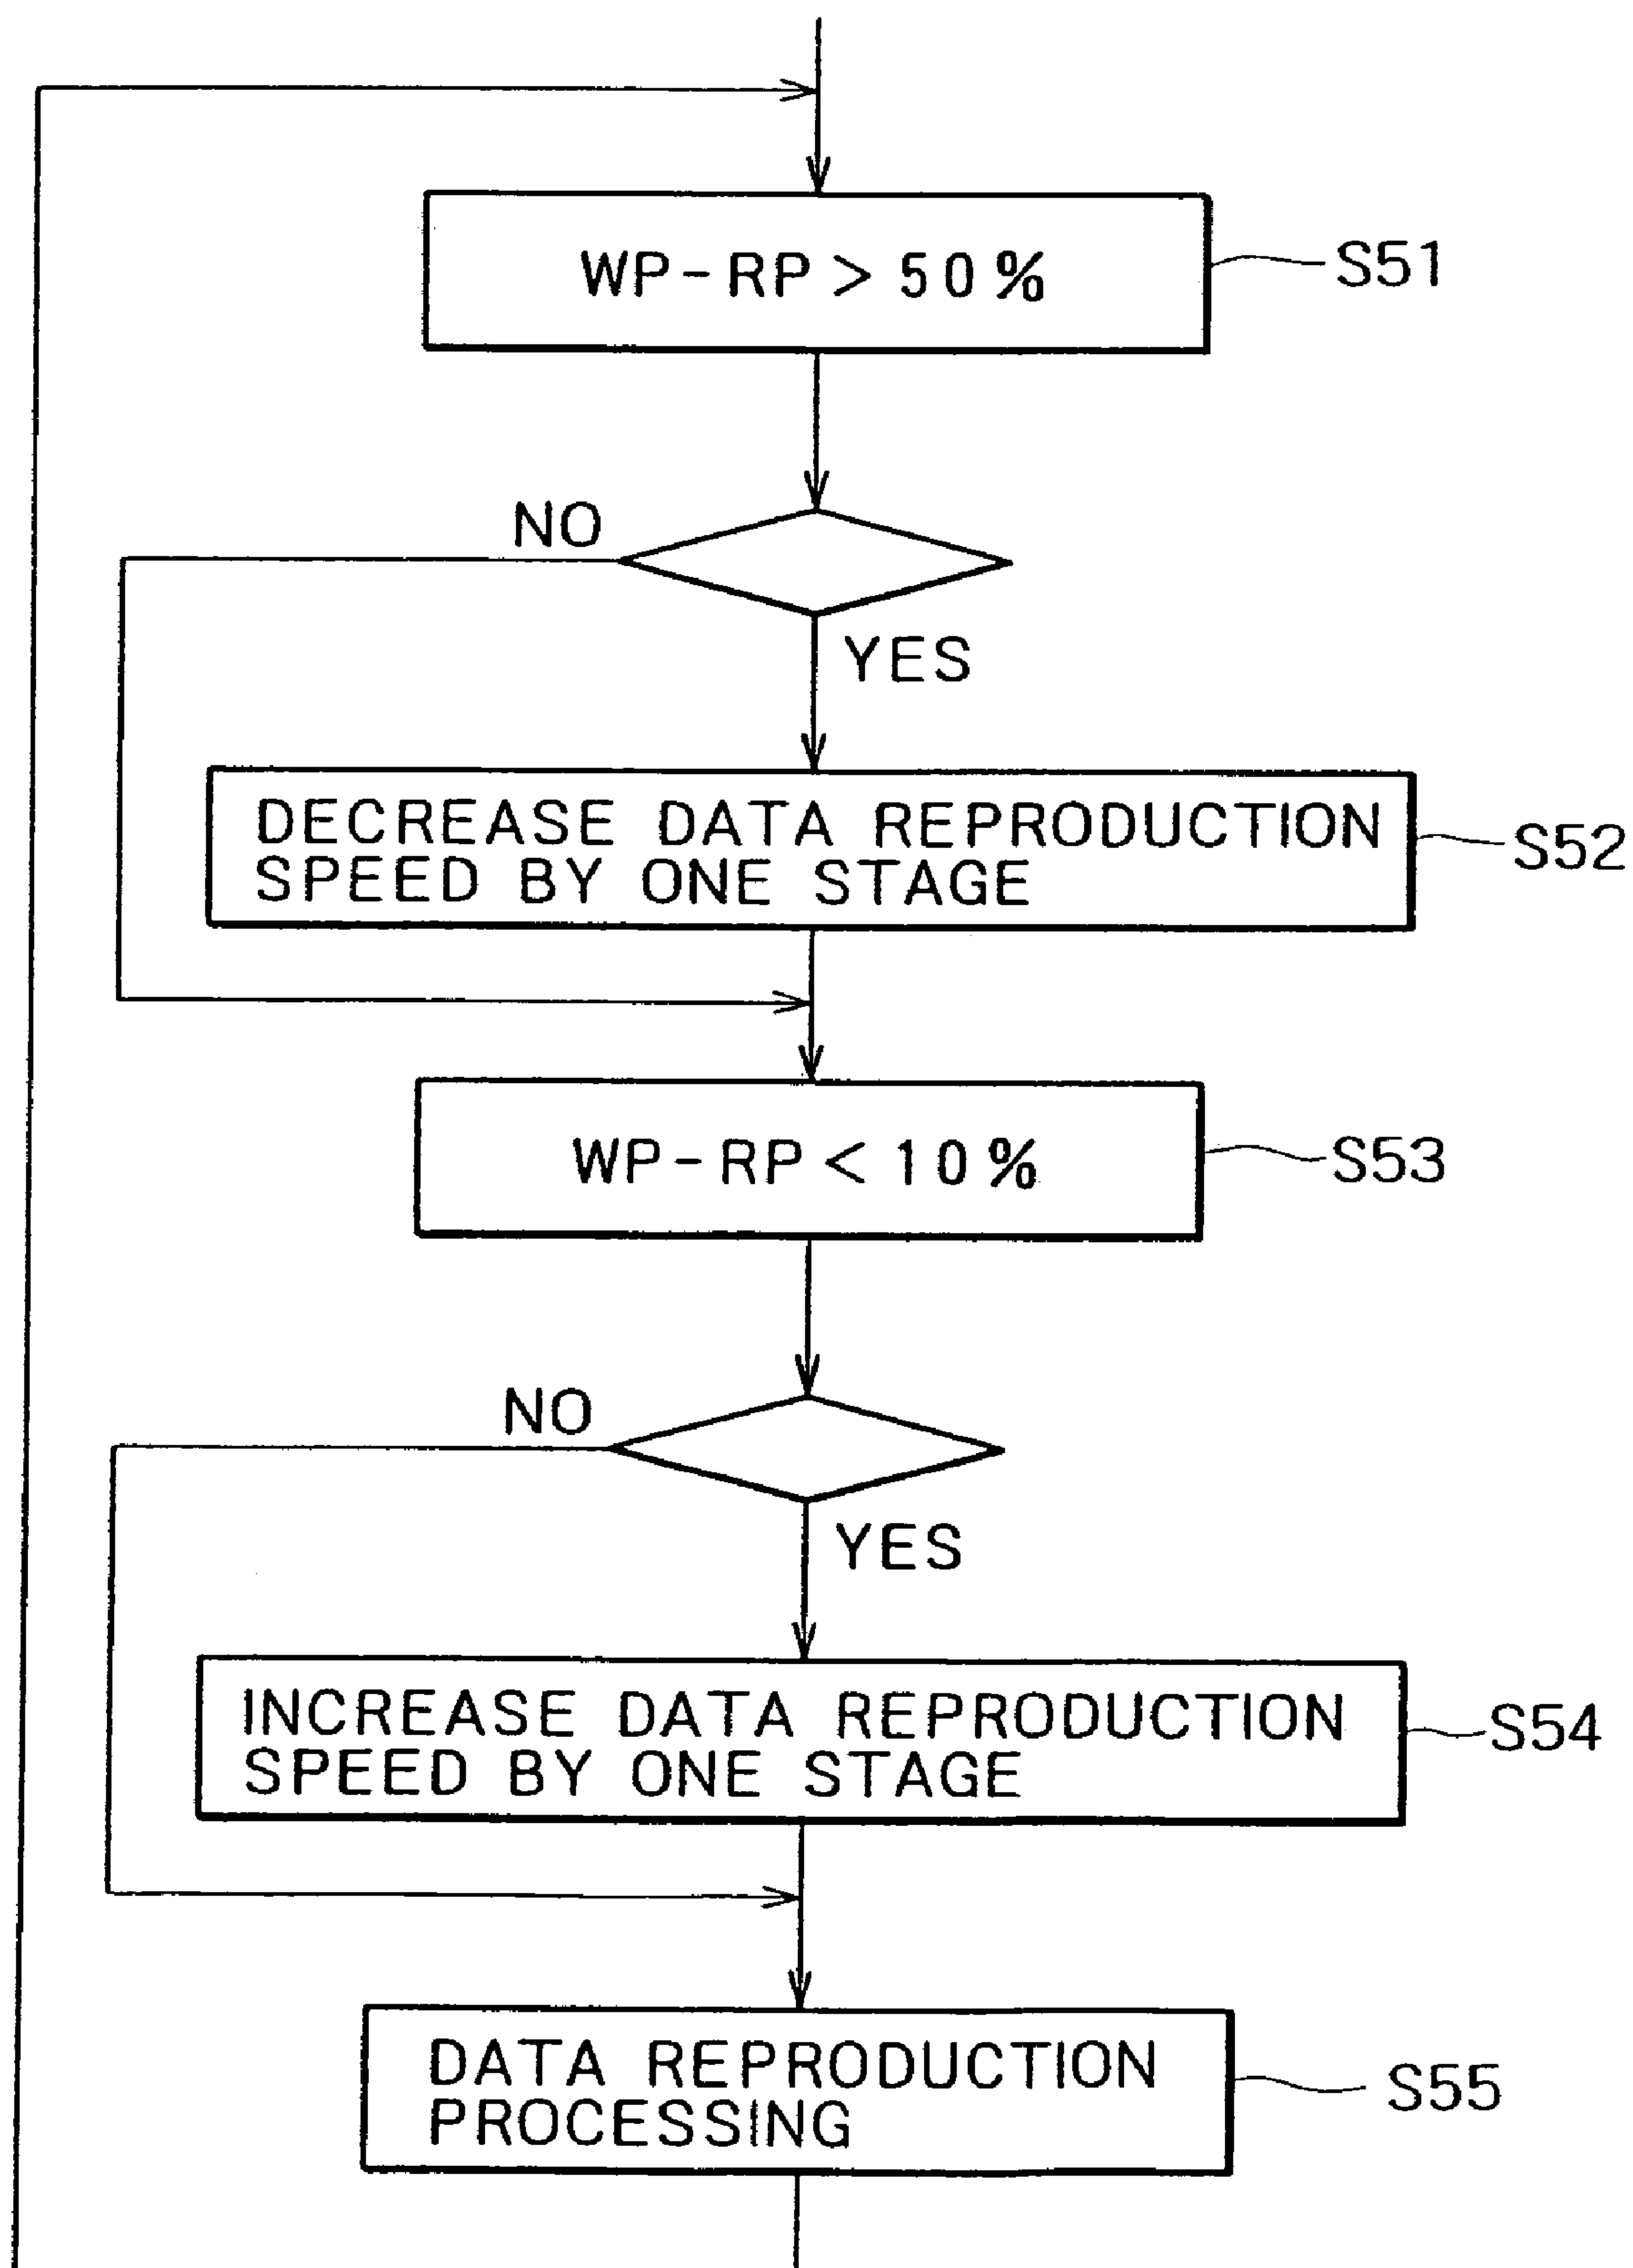 WP-RP > 50%
S51
NO
YES
DECREASE DATA REPRODUCTION
SPEED BY ONE STAGE
S52
WP-RP < 10%
S53
NO
YES
INCREASE DATA REPRODUCTION
SPEED BY ONE STAGE
S54
DATA REPRODUCTION
PROCESSING
S55